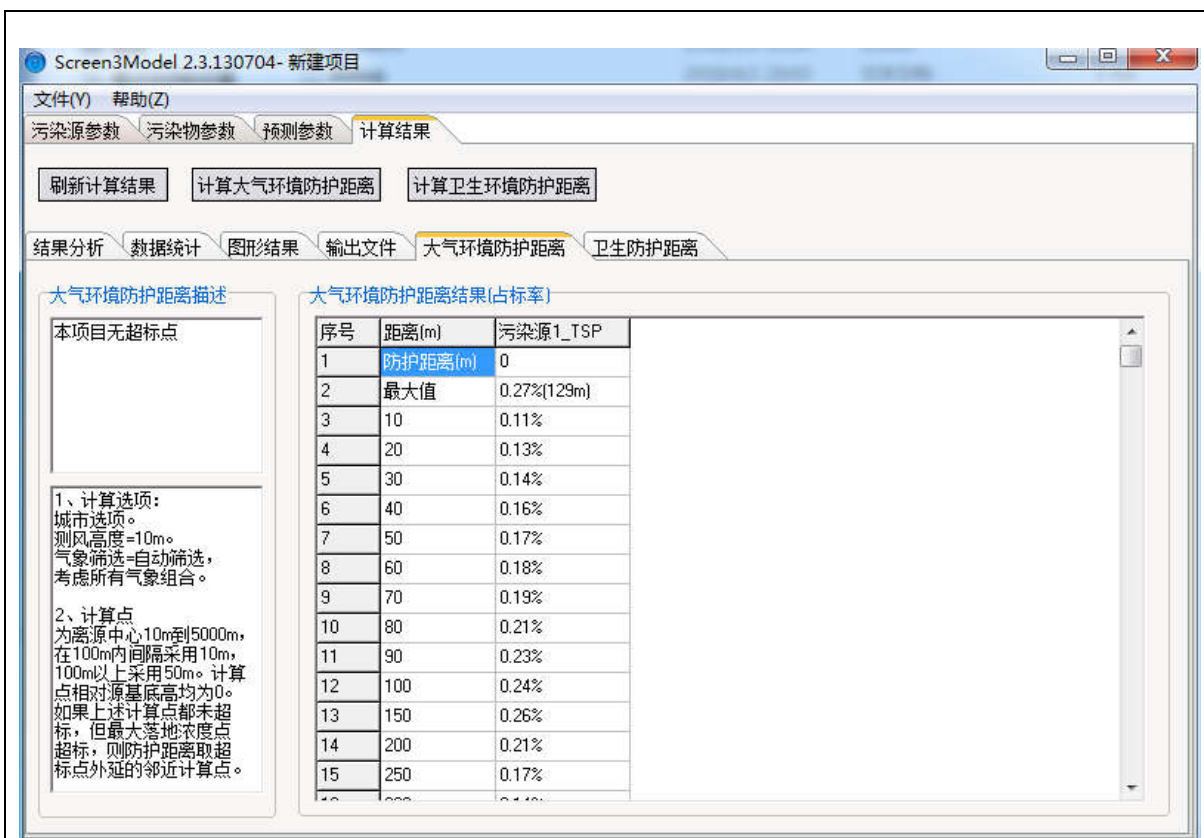 Screen3Model 2.3.130704- 新建项目
文件(Y) 帮助(Z)
污染源参数 污染物参数 预测参数 计算结果
刷新计算结果 计算大气环境防护距离 计算卫生环境防护距离
结果分析 数据统计 图形结果 输出文件 大气环境防护距离 卫生防护距离
大气环境防护距离描述
本项目无超标点
1、计算选项：
城市选项。
测风高度=10m。
气象筛选=自动筛选，
考虑所有气象组合。
2、计算点
为离源中心10m到5000m，
在100m内间隔采用10m，
100m以上采用50m。计算
点相对源基底高均为0。
如果上述计算点都未超
标，但最大落地浓度点
超标，则防护距离取超
标点外延的邻近计算点。
大气环境防护距离结果(占标率)
序号 距离(m) 污染源1_TSP
1 防护距离(m) 0
2 最大值 0.27%(129m)
3 10 0.11%
4 20 0.13%
5 30 0.14%
6 40 0.16%
7 50 0.17%
8 60 0.18%
9 70 0.19%
10 80 0.21%
11 90 0.23%
12 100 0.24%
13 150 0.26%
14 200 0.21%
15 250 0.17%